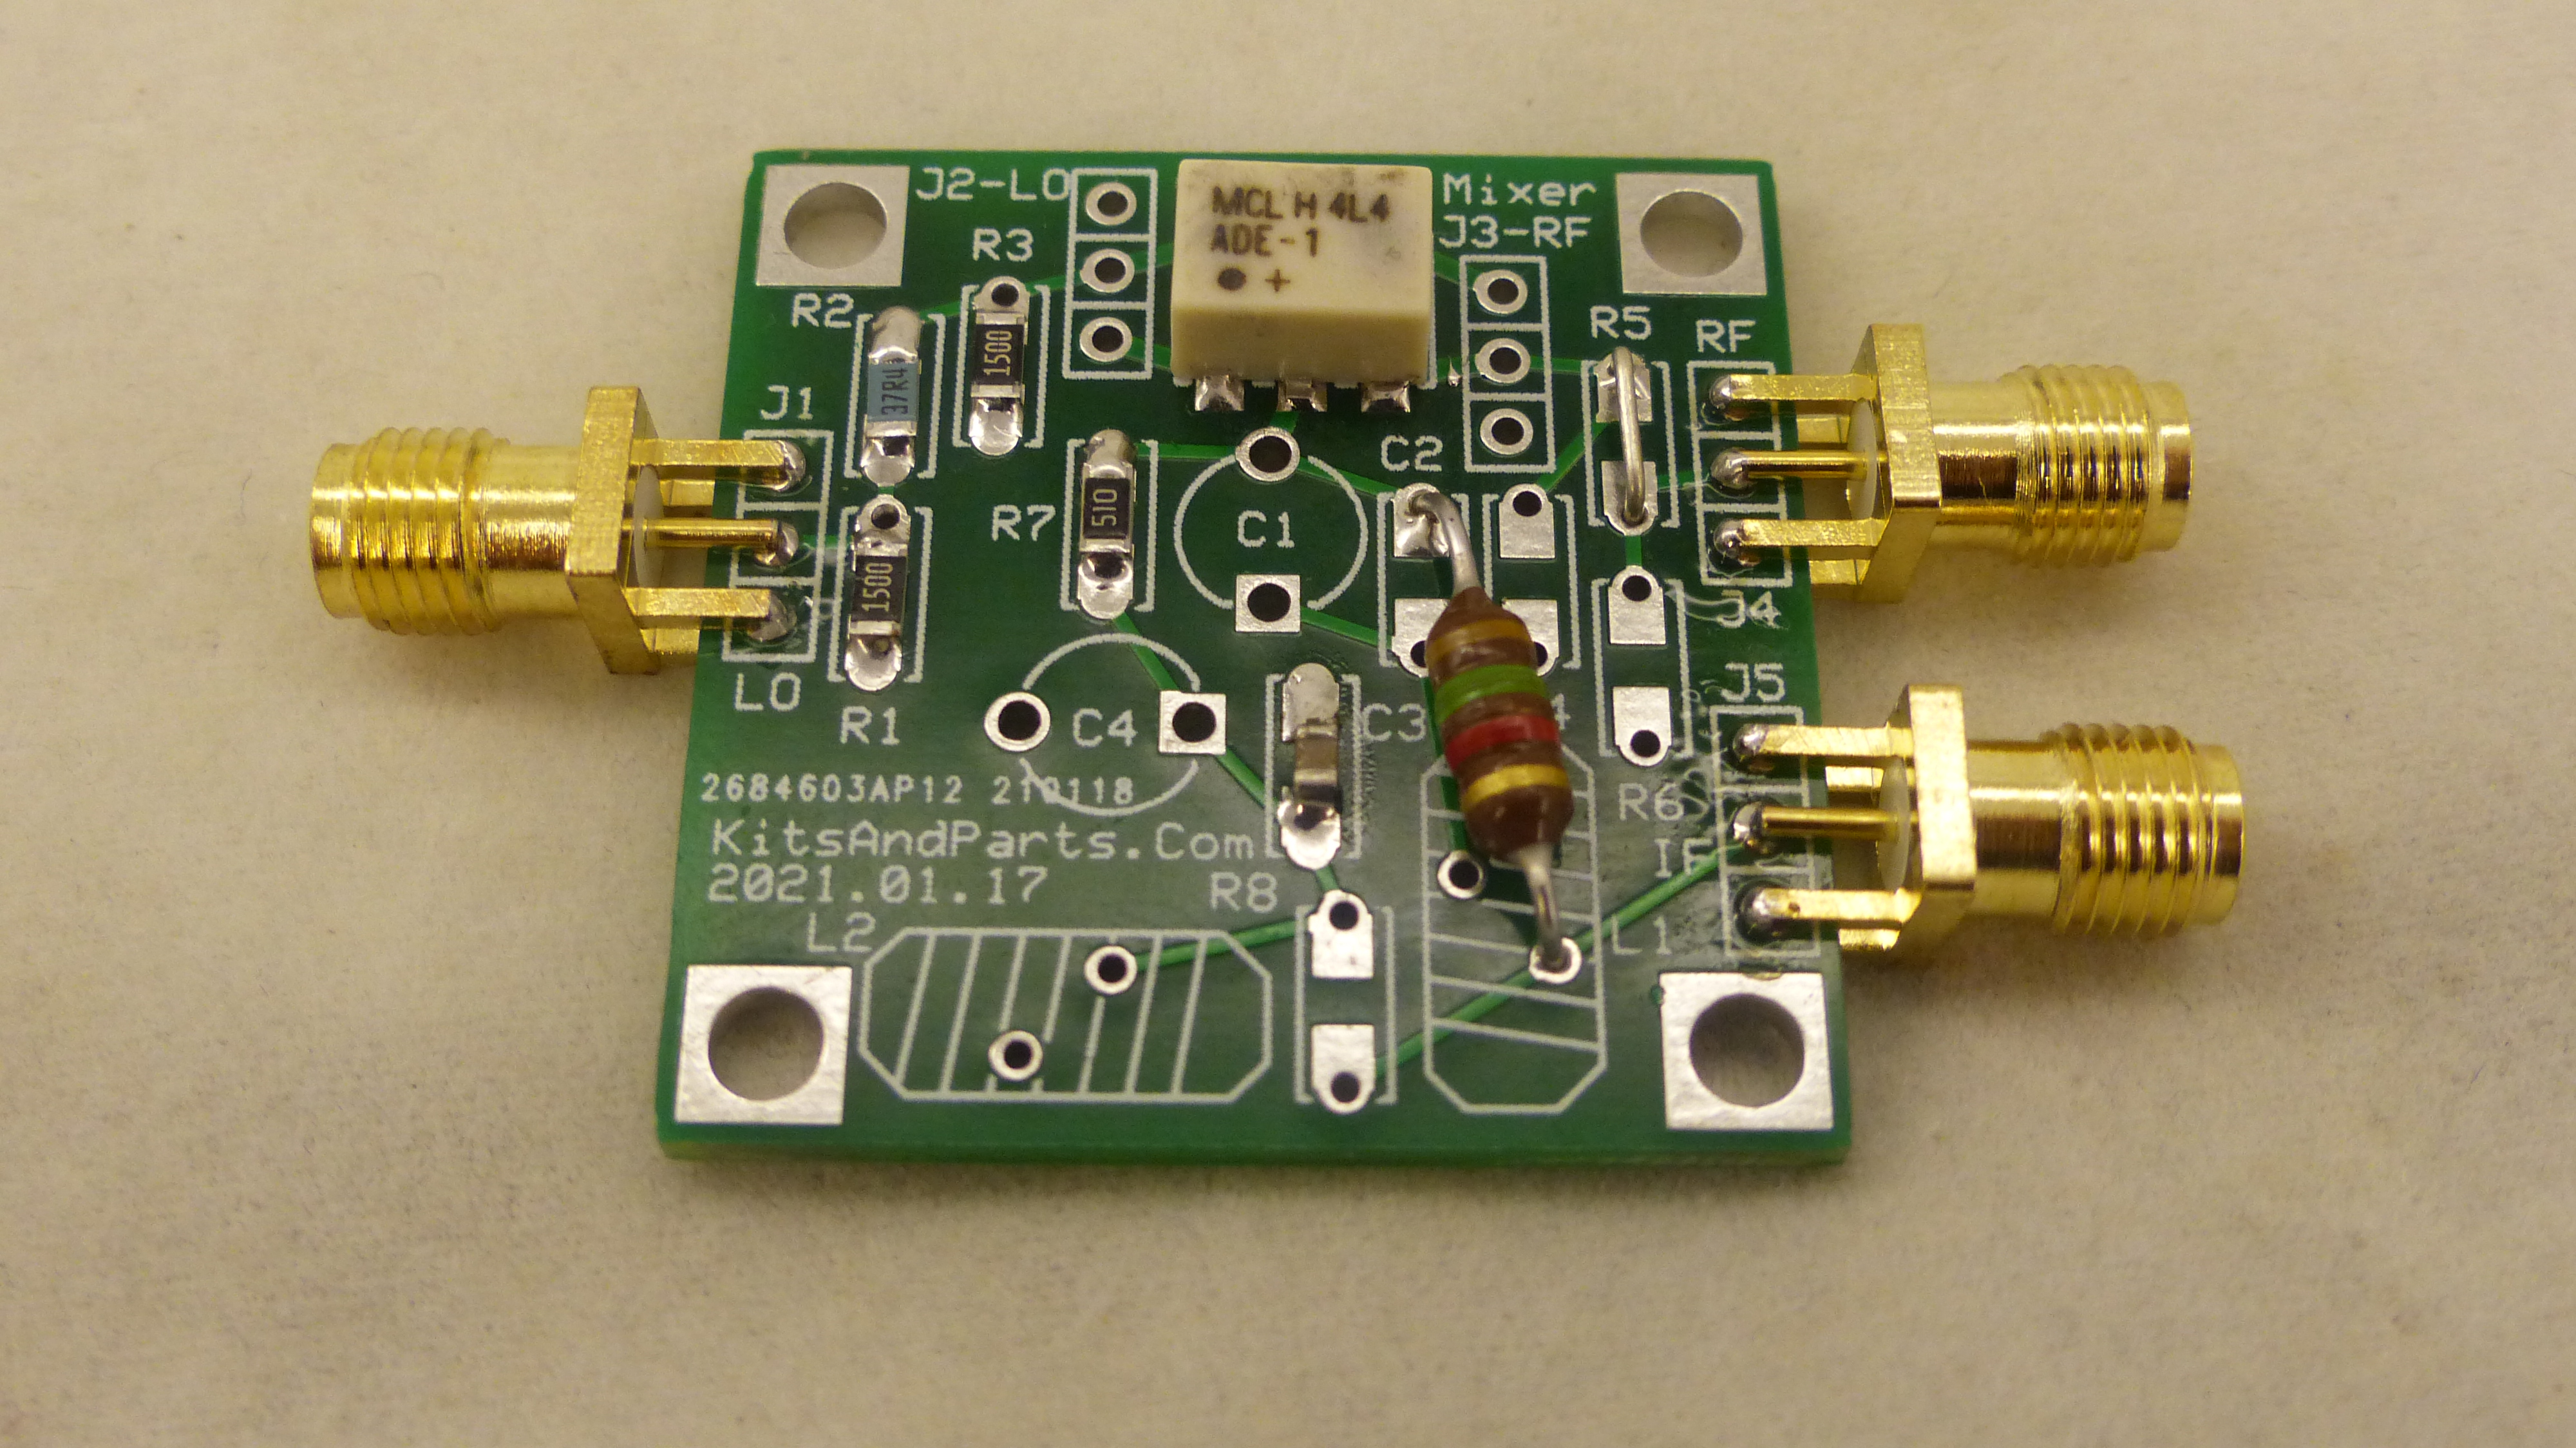 J2-LO
MCL H 4L4
ADE-1
+
Mixer
J3-RF
R3
R2
R5
RF
1500
37R4
J1
C2
R7
510
C1
1500
J4
LO
R1
C4
C3
4
J5
2684603AP12 210118
R6
KitsAndParts.Com
IF
2021.01.17
R8
L2
L1